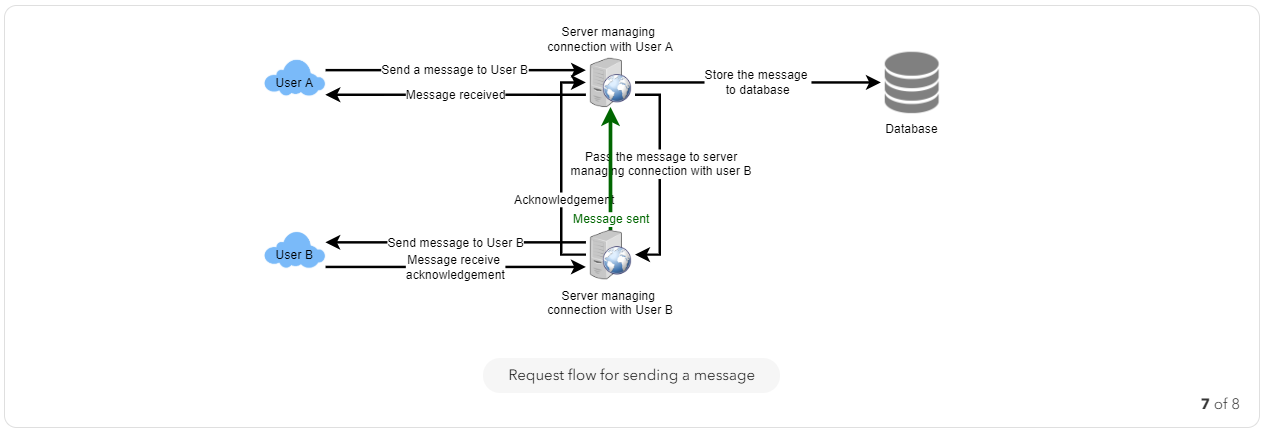 Server managing
connection with User A
User A
Send a message to User B
Message received
Store the message
to database
Database
Pass the message to server
managing connection with user B
Acknowledgement
Message sent
User B
Send message to User B
Message receive
acknowledgement
Server managing
connection with User B
Request flow for sending a message
7 of 8